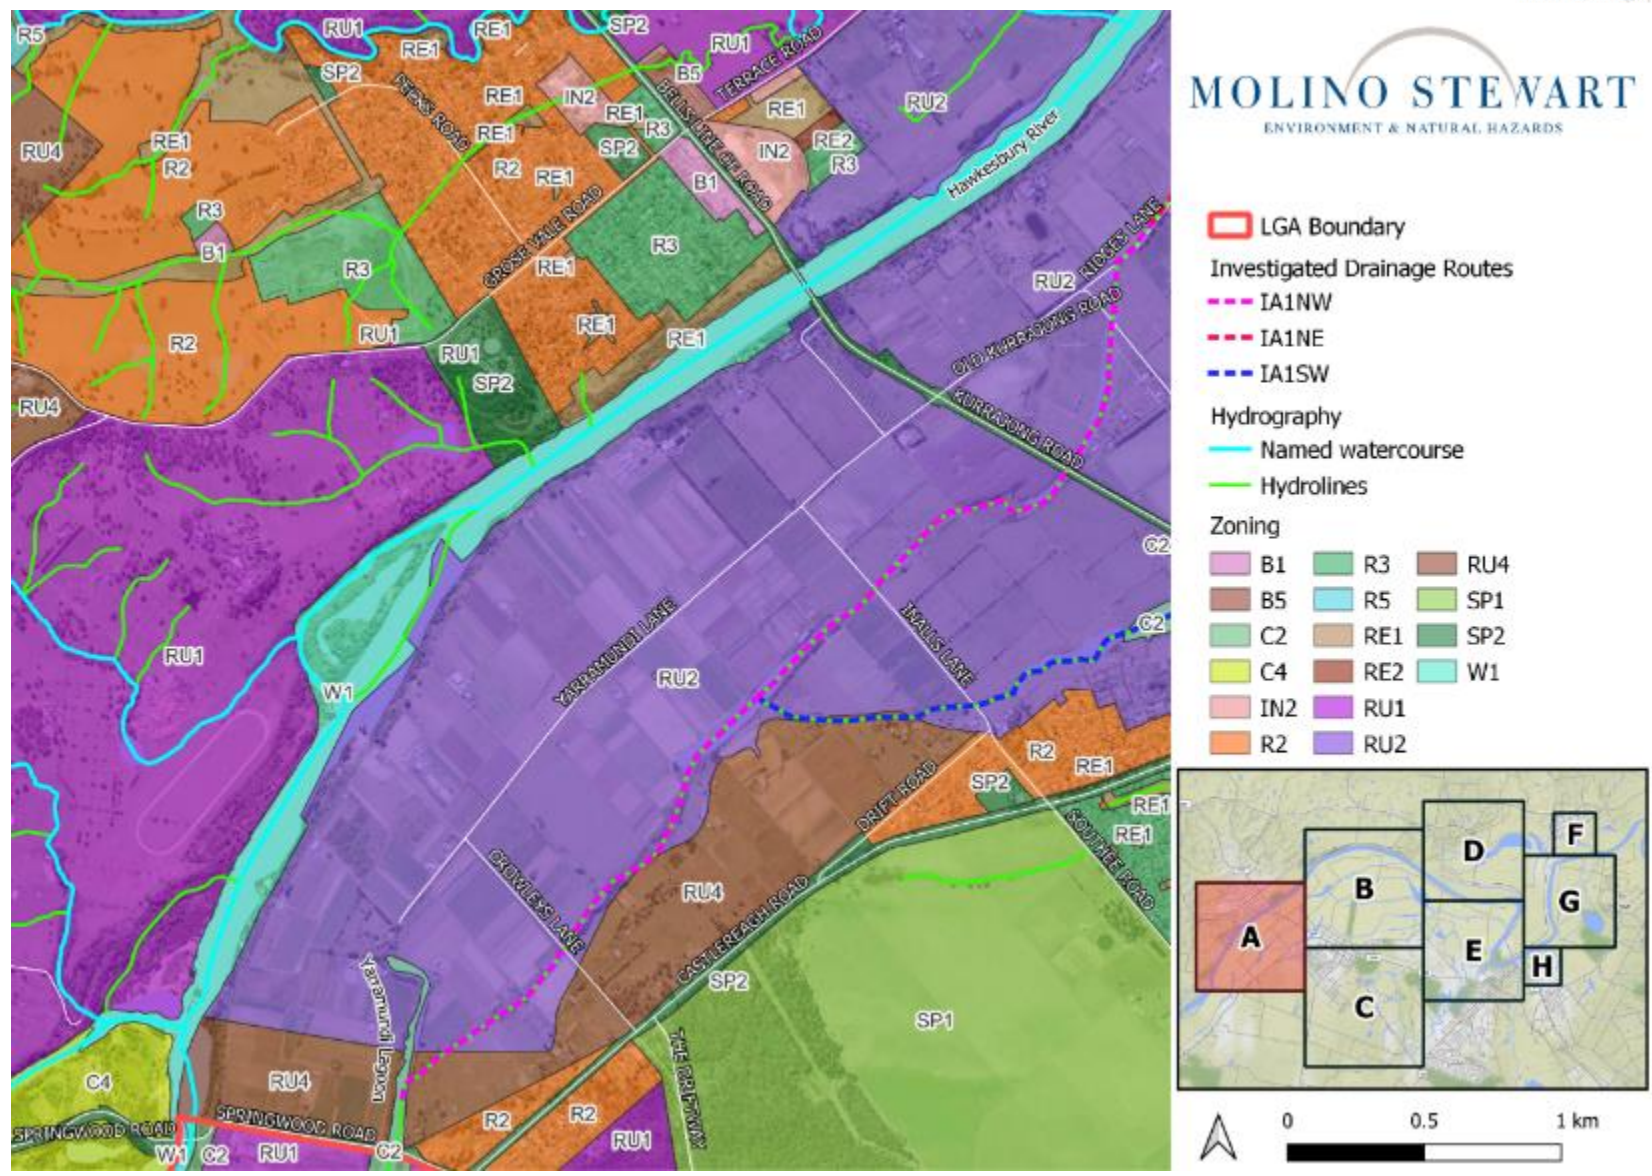 R5
RU1
RE1
RE1
SP2
RU1
TERRACE ROAD
SP2
PEEKS ROAD
RE1
IN2
B5
RE1
RU2
BELLS LINE OF ROAD
RE1
R3
RE2
RU4
RE1
R2
RE1
R2
SP2
IN2
R3
Hawkesbury River
RE1
B1
R3
GROSE VALE ROAD
R3
RIDGES LANE
B1
R3
RE1
RU2
OLD KURRAJONG ROAD
R2
RU1
RE1
RE1
RU1
SP2
RU4
KURRAJONG ROAD
C2
RU1
YARRAMUNDI LANE
INALLS LANE
C2
W1
RU2
R2
RE1
DRIFT ROAD
SP2
RE1
RE1
SOUTHEE ROAD
CROWLEYS LANE
RU4
CASTLEREAGH ROAD
SP2
Yarramundi Lagoon
SP1
THE DRIFTWAY
C4
RU4
SPRINGWOOD ROAD
SPRINGWOOD ROAD
R2
R2
RU1
W1
C2
RU1
C2
MOLINO STEWART
ENVIRONMENT & NATURAL HAZARDS
LGA Boundary
Investigated Drainage Routes
IA1NW
IA1NE
IA1SW
Hydrography
Named watercourse
Hydrolines
Zoning
B1 R3 RU4
B5 R5 SP1
C2 RE1 SP2
C4 RE2 W1
IN2 RU1
R2 RU2
D F
B G
A E H
C
0 0.5 1 km